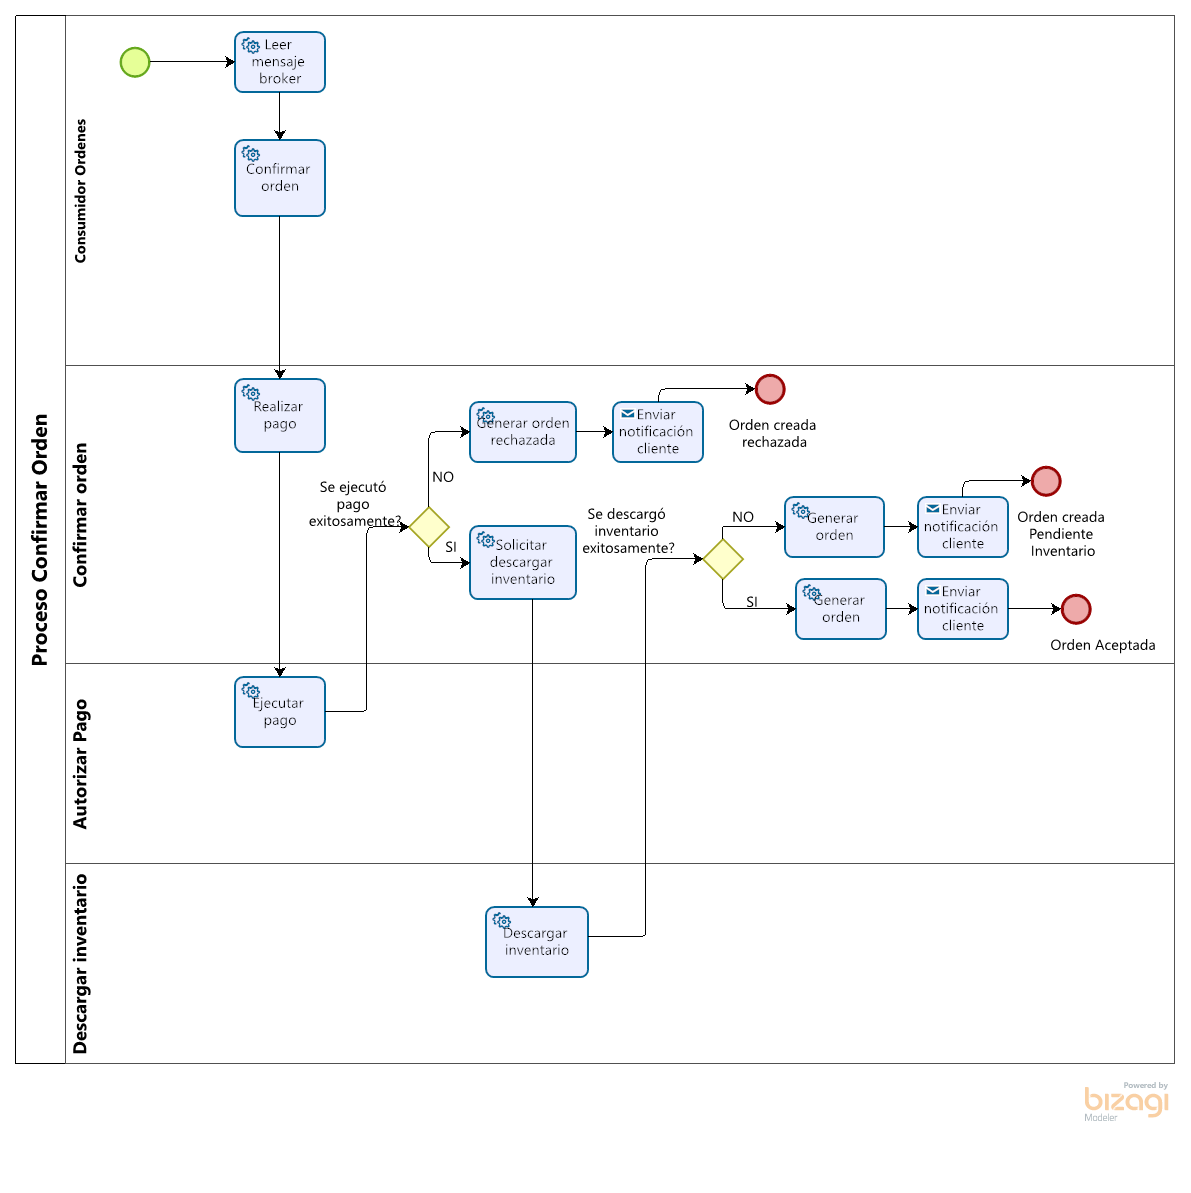 Proceso Confirmar Orden
Consumidor Ordenes
Leer
mensaje
broker
Confirmar
orden
Confirmar orden
Realizar
pago
Se ejecutó
pago
exitosamente?
NO
SI
Generar orden
rechazada
Enviar
notificación
cliente
Orden creada
rechazada
Solicitar
descargar
inventario
Se descargó
inventario
exitosamente?
NO
SI
Generar
orden
Enviar
notificación
cliente
Orden creada
Pendiente
Inventario
Generar
orden
Enviar
notificación
cliente
Orden Aceptada
Autorizar Pago
Ejecutar
pago
Descargar inventario
Descargar
inventario
Powered by
bizagi
Modeler